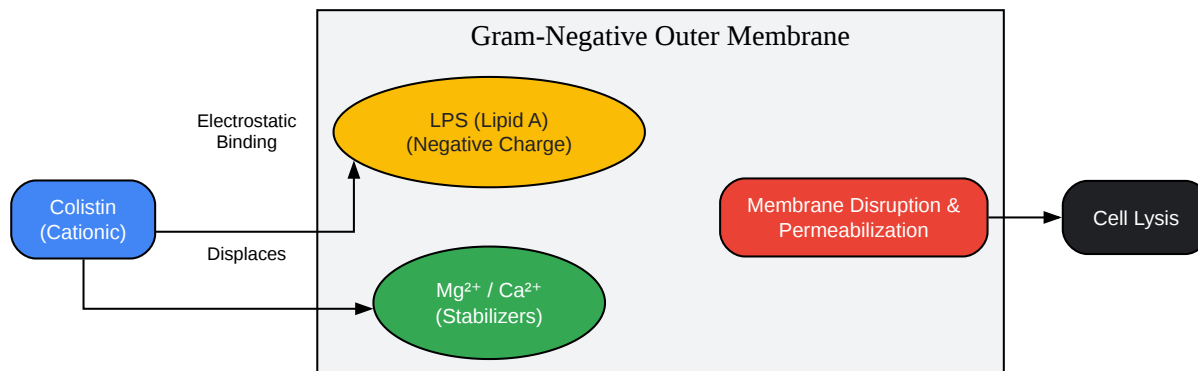 Gram-Negative Outer Membrane
Electrostatic
Binding
LPS (Lipid A)
(Negative Charge)
Colistin
(Cationic)
Displaces
Mg²⁺ / Ca²⁺
(Stabilizers)
Membrane Disruption &
Permeabilization
Cell Lysis